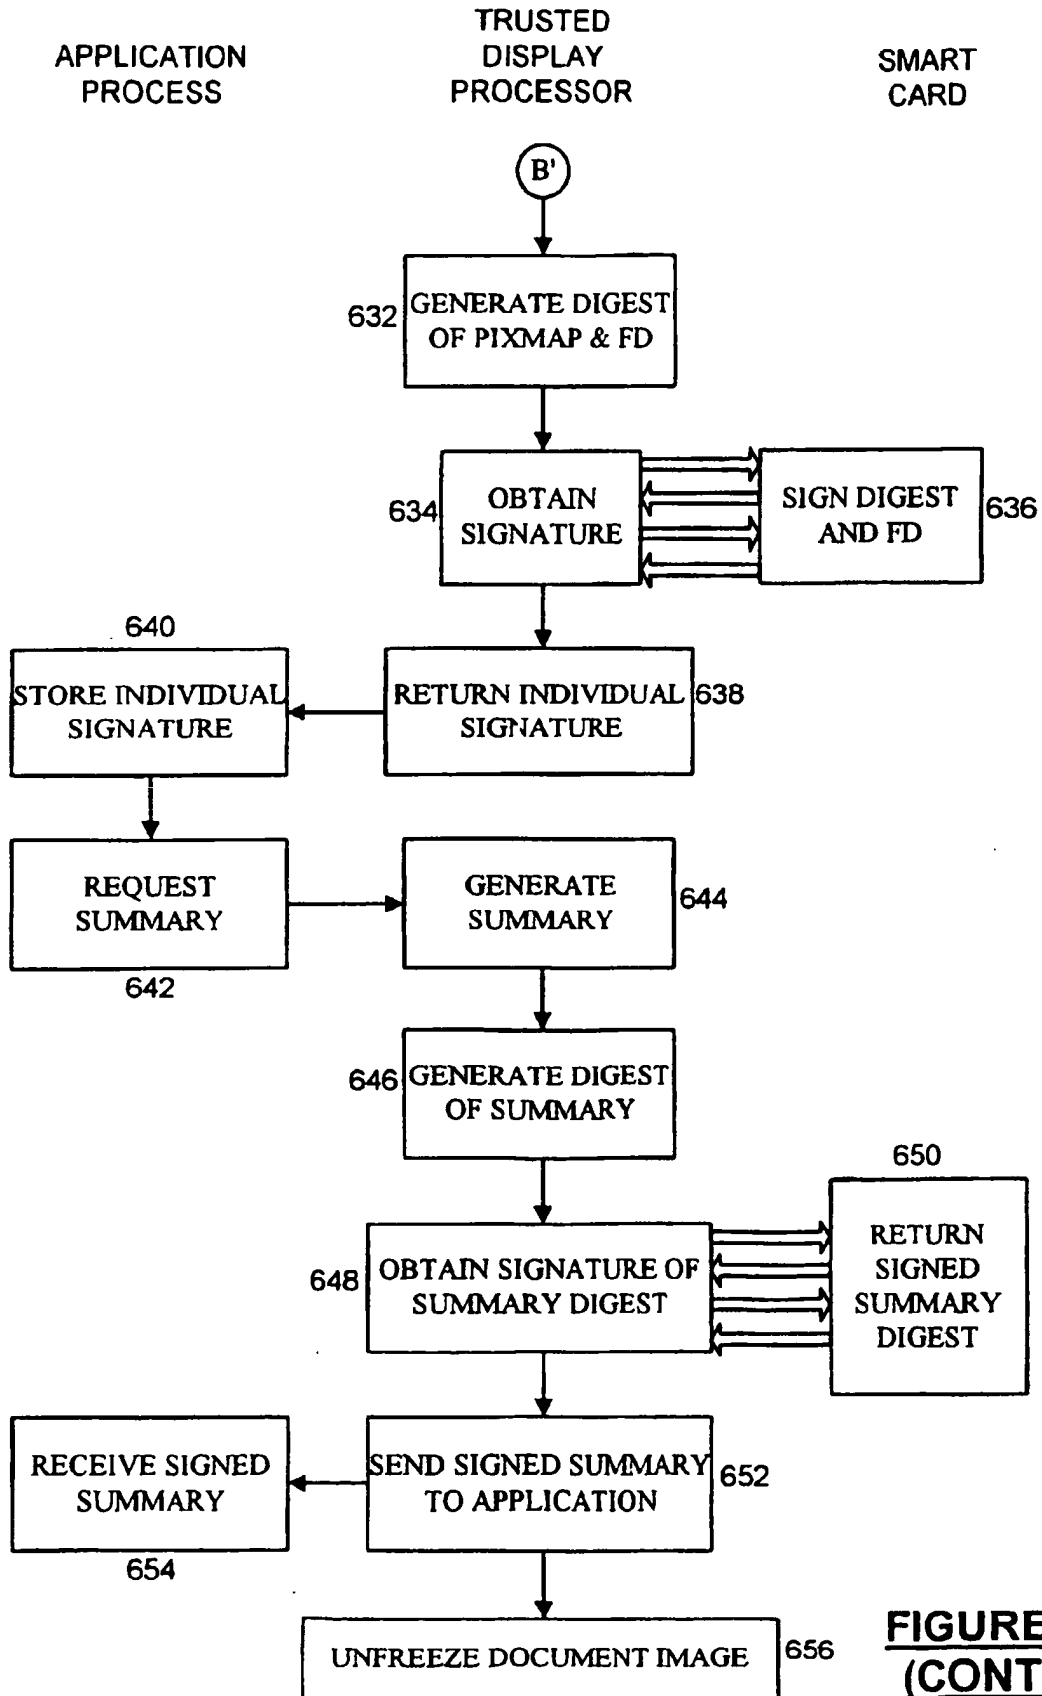 APPLICATION
PROCESS
TRUSTED
DISPLAY
PROCESSOR
SMART
CARD
B'
632
GENERATE DIGEST
OF PIXMAP & FD
634
OBTAIN
SIGNATURE
SIGN DIGEST
AND FD
636
640
STORE INDIVIDUAL
SIGNATURE
RETURN INDIVIDUAL
SIGNATURE
638
REQUEST
SUMMARY
642
GENERATE
SUMMARY
644
646
GENERATE DIGEST
OF SUMMARY
650
648
OBTAIN SIGNATURE OF
SUMMARY DIGEST
RETURN
SIGNED
SUMMARY
DIGEST
RECEIVE SIGNED
SUMMARY
654
SEND SIGNED SUMMARY
TO APPLICATION
652
UNFREEZE DOCUMENT IMAGE
656
FIGURE
(CONT